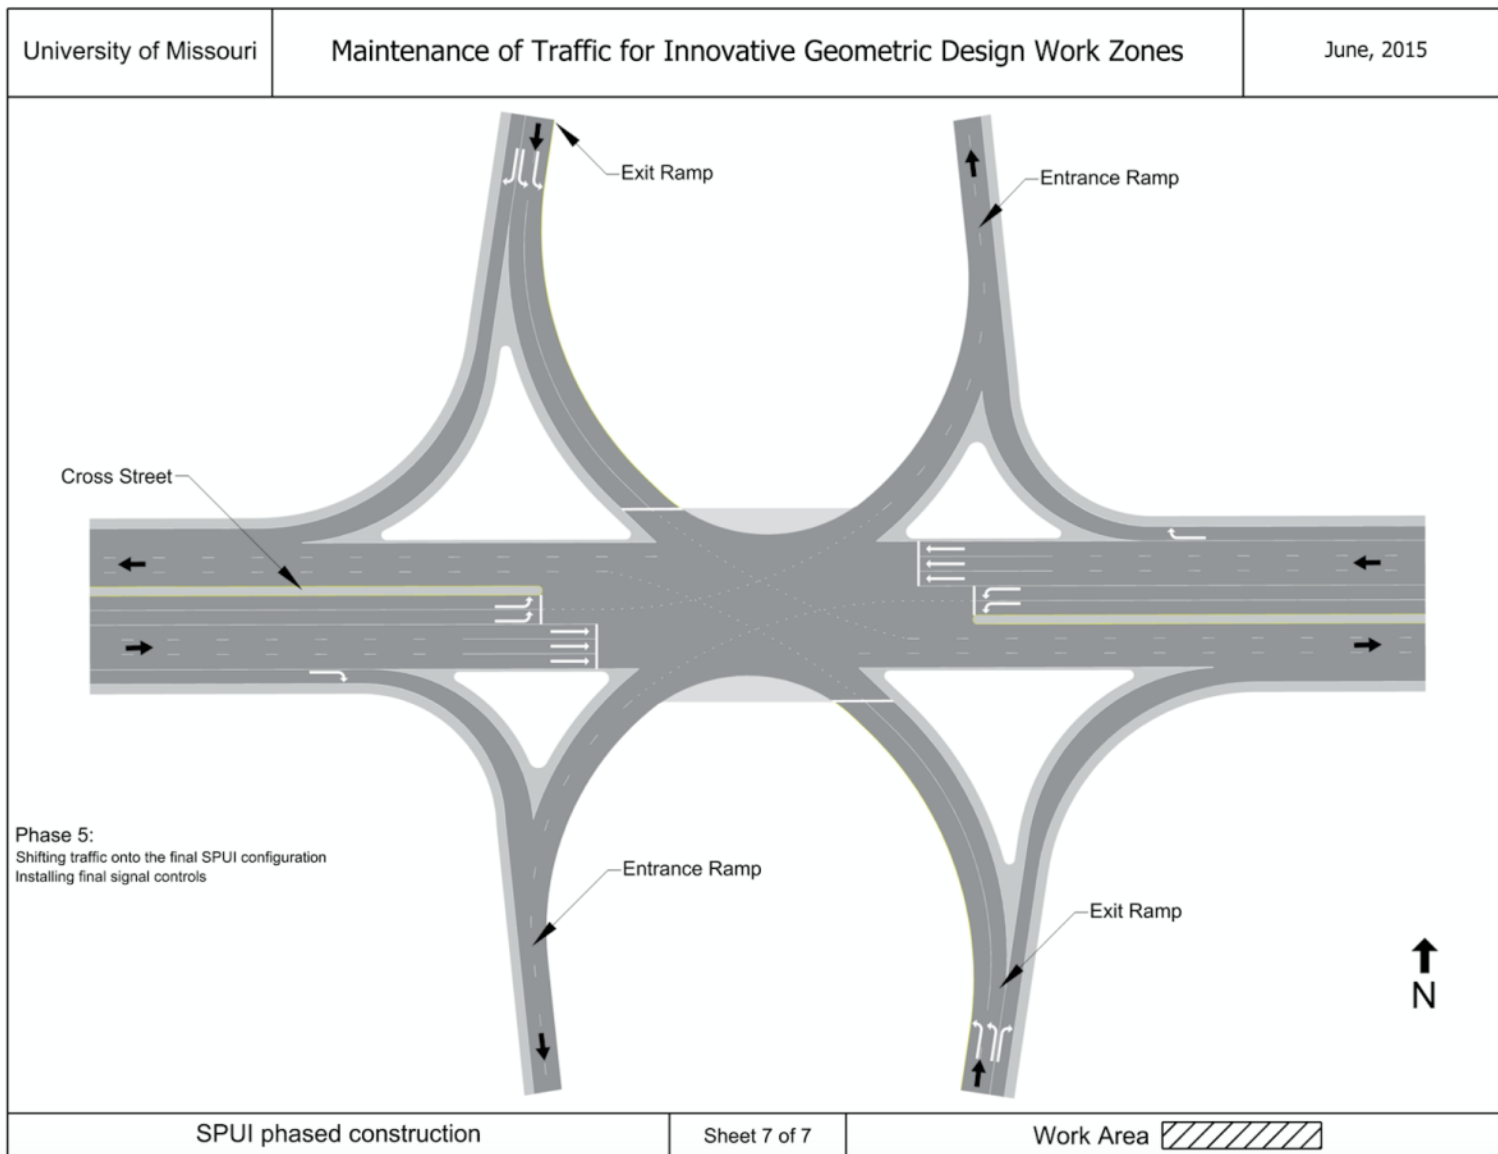 University of Missouri
Maintenance of Traffic for Innovative Geometric Design Work Zones
June, 2015
Exit Ramp
Entrance Ramp
Cross Street
Phase 5:
Shifting traffic onto the final SPUI configuration
Installing final signal controls
Entrance Ramp
Exit Ramp
N
SPUI phased construction
Sheet 7 of 7
Work Area